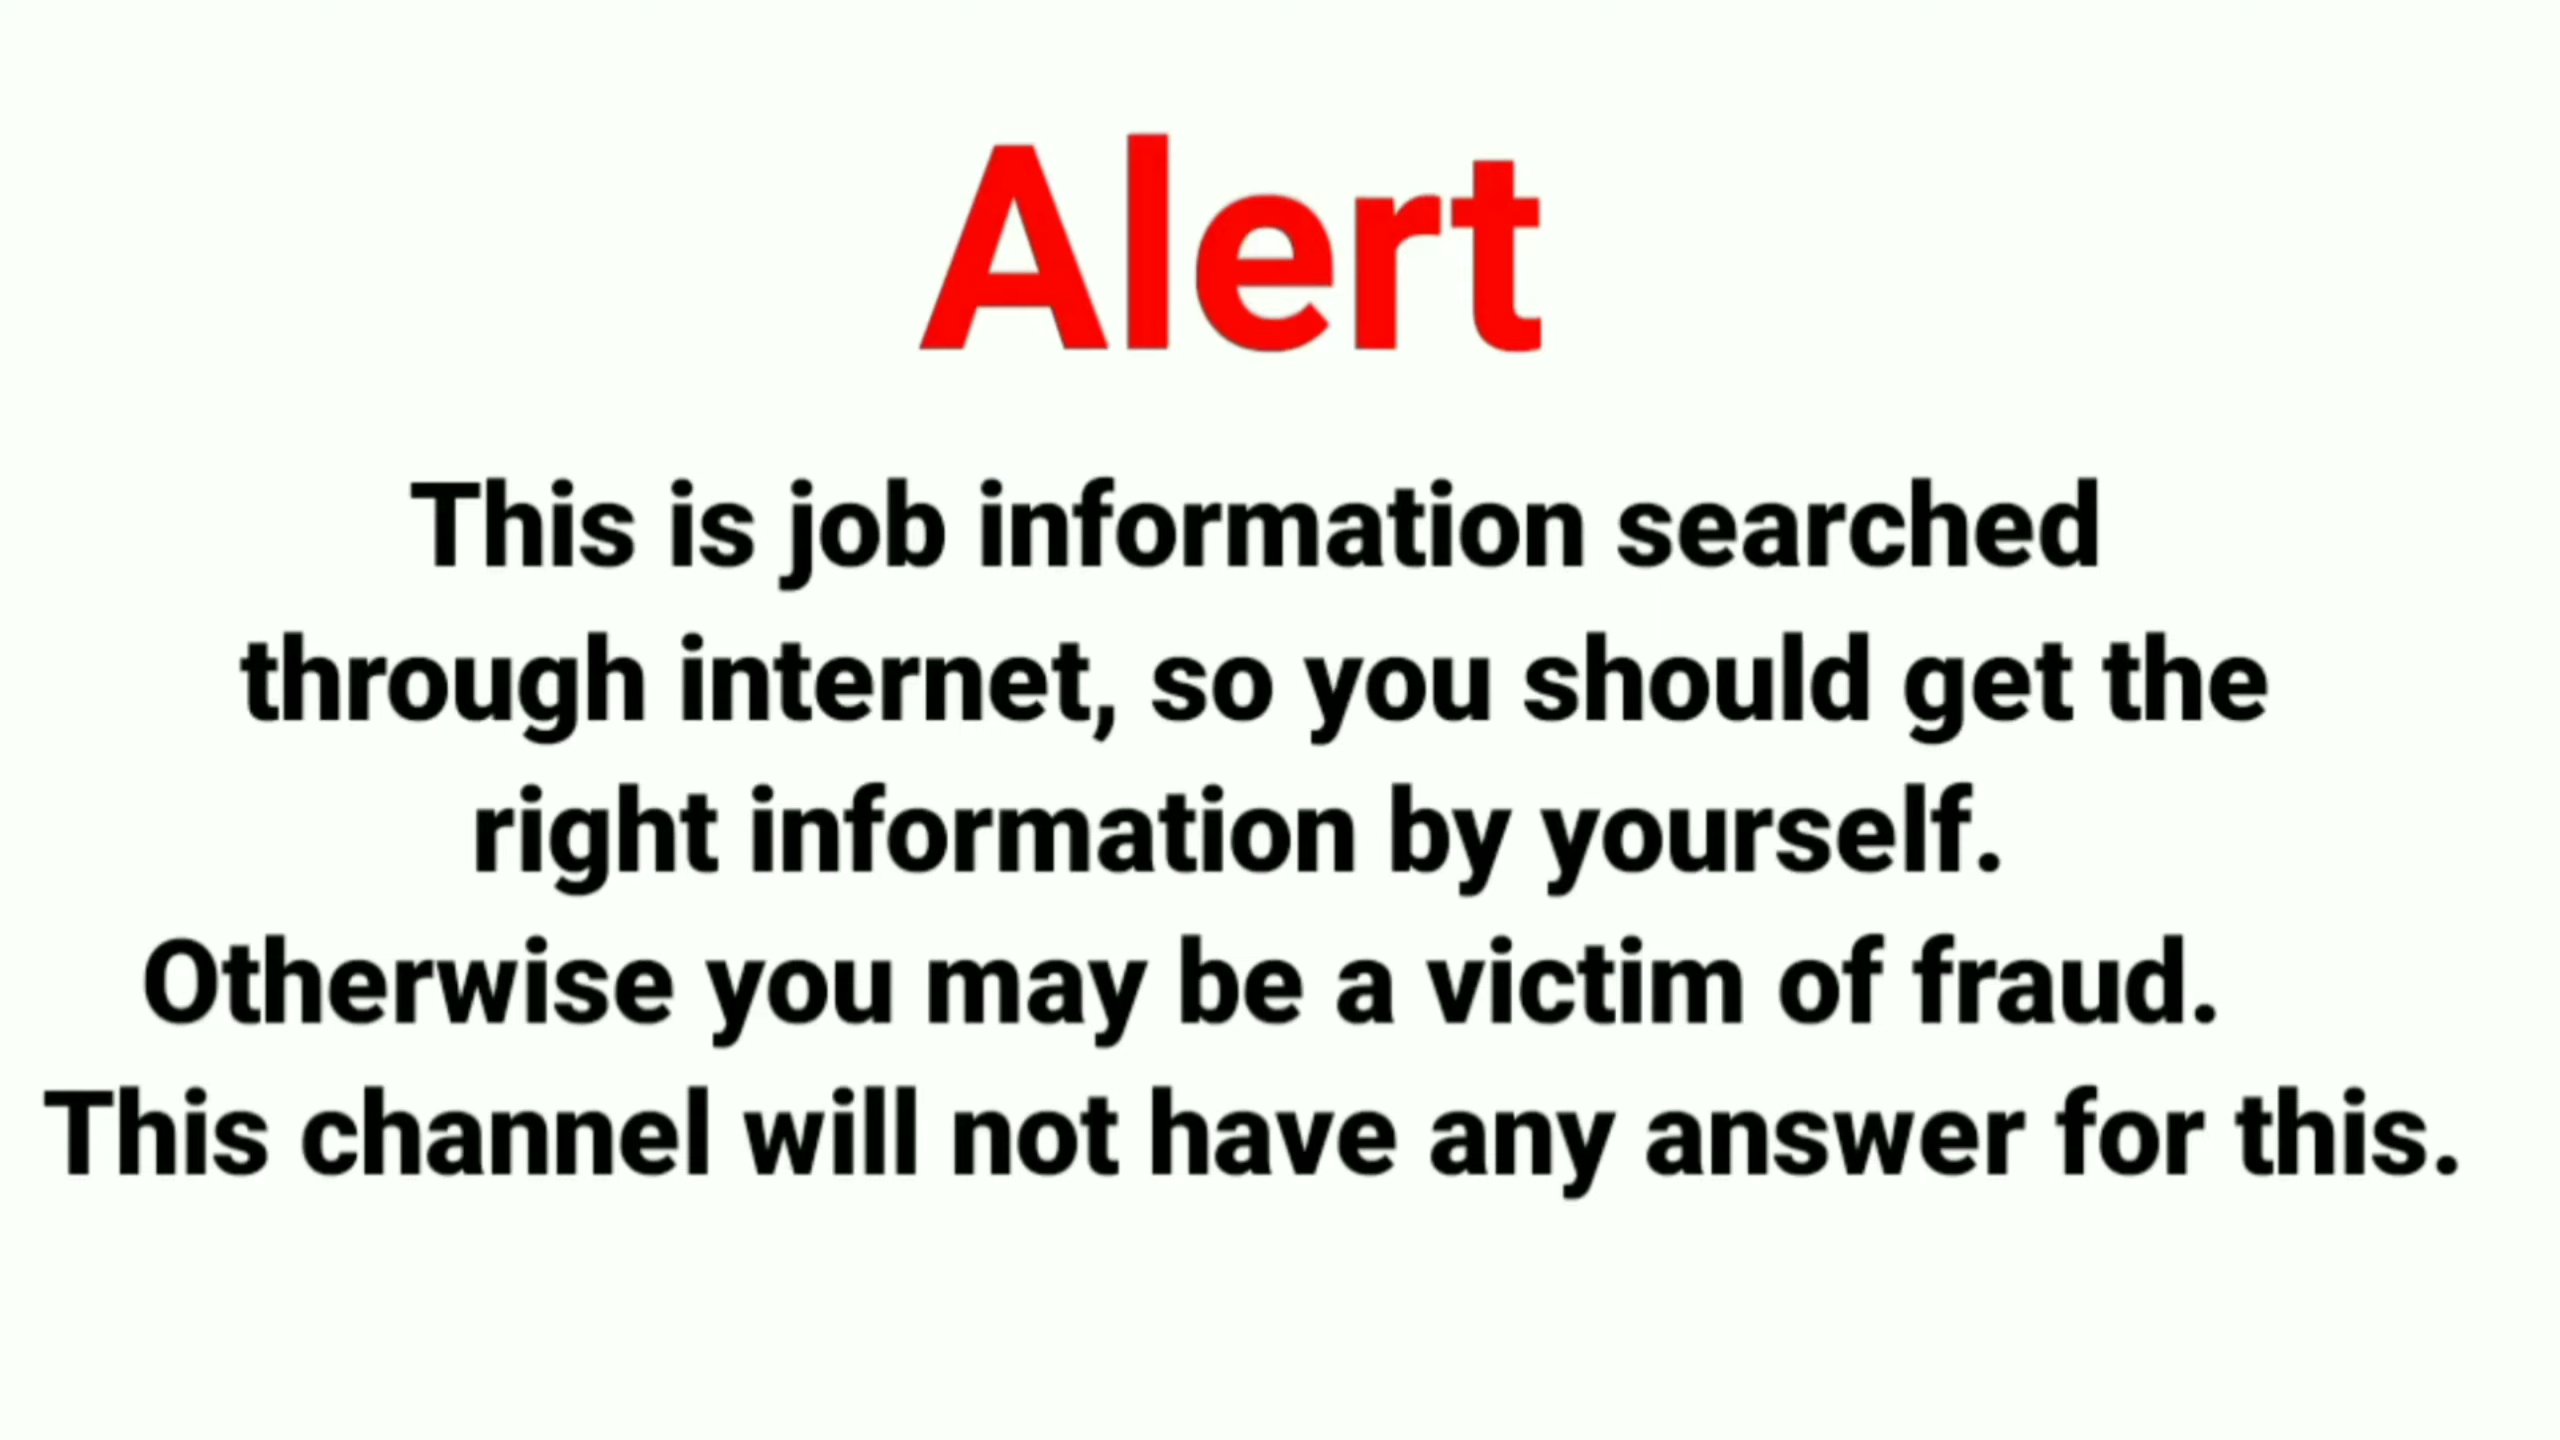 Alert
This is job information searched
through internet, so you should get the
right information by yourself.
Otherwise you may be a victim of fraud.
This channel will not have any answer for this.